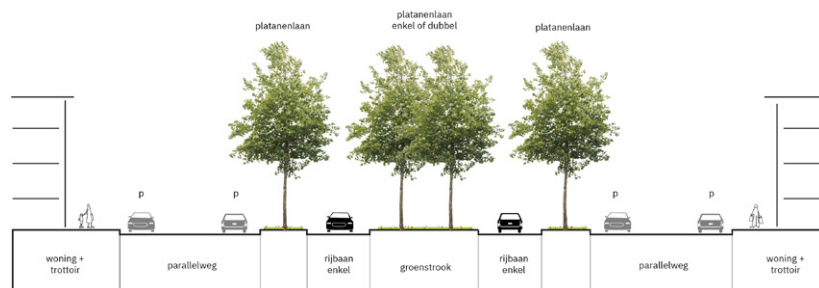 platanenlaan
platanenlaan
enkel of dubbel
platanenlaan
p
p
p
p
woning +
trottoir
parallelweg
rijbaan
enkel
groenstrook
rijbaan
enkel
parallelweg
woning +
trottoir